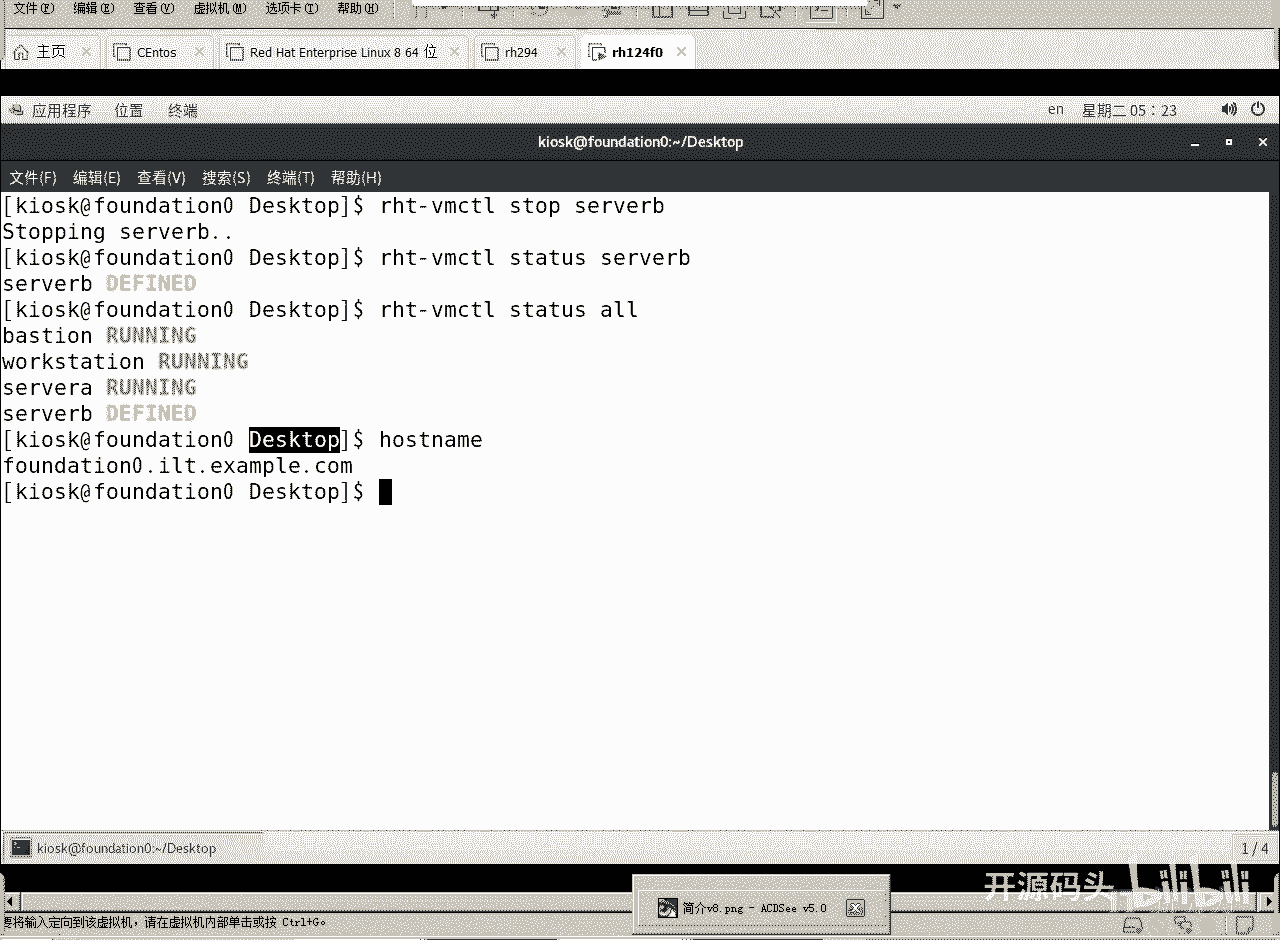 文件(F) 编辑(E) 查看(V) 虚拟机(M) 选项卡(T) 帮助(H)
主页 CEntos Red Hat Enterprise Linux 8 64 位 rh294 rh124f0
应用程序 位置 终端 en 星期二 05：23
kiosk@foundation0:~/Desktop
文件(F) 编辑(E) 查看(V) 搜索(S) 终端(T) 帮助(H)
[kiosk@foundation0 Desktop]$ rht-vmctl stop serverb
Stopping serverb..
[kiosk@foundation0 Desktop]$ rht-vmctl status serverb
serverb DEFINED
[kiosk@foundation0 Desktop]$ rht-vmctl status all
bastion RUNNING
workstation RUNNING
servera RUNNING
serverb DEFINED
[kiosk@foundation0 Desktop]$ hostname
foundation0.ilt.example.com
[kiosk@foundation0 Desktop]$
kiosk@foundation0:~/Desktop 1 / 4
开源码头 bilibili
简介v8.png - ACDSee v5.0
要将输入定向到该虚拟机，请在虚拟机内部单击或按 Ctrl+G。